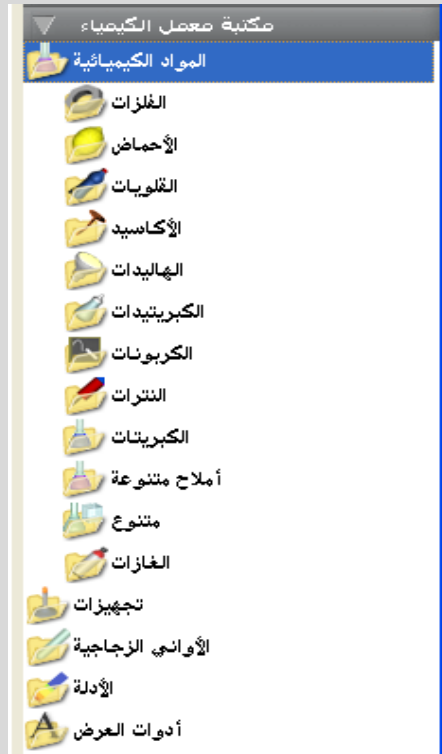 مكتبة معمل الكيمياء
المواد الكيميائية
الفلزات
الأحماض
القلويات
الأكاسيد
الهاليدات
الكبريتيدات
الكربونات
النترات
الكبريتات
أملاح متنوعة
متنوع
الغازات
تجهيزات
الأواني الزجاجية
الأدلة
أدوات العرض